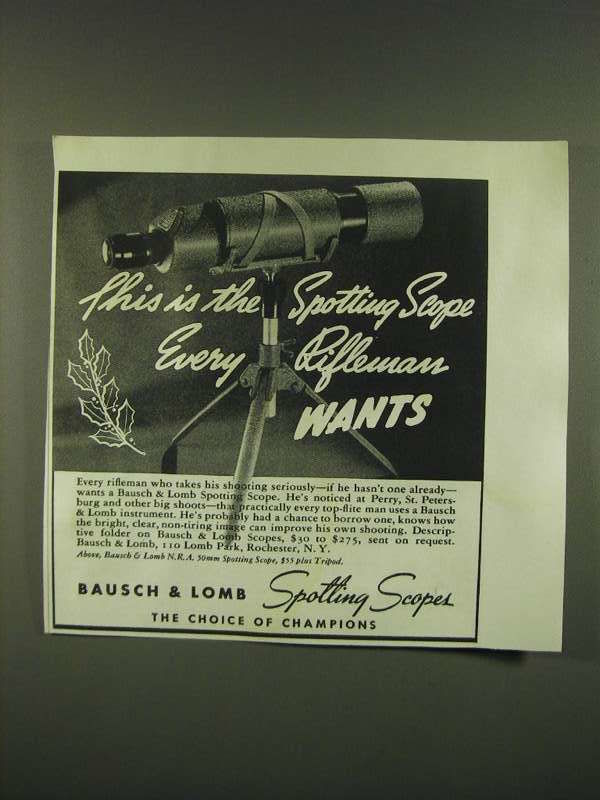 This is the Spotting Scope
Every Rifleman
WANTS
Every rifleman who takes his shooting seriously—if he hasn't one already—
wants a Bausch & Lomb Spotting Scope. He's noticed at Perry, St. Peters-
burg and other big shoots—that practically every top-flite man uses a Bausch
& Lomb instrument. He's probably had a chance to borrow one, knows how
the bright, clear, non-tiring image can improve his own shooting. Descrip-
tive folder on Bausch & Lomb Scopes, $30 to $275, sent on request.
Bausch & Lomb, 110 Lomb Park, Rochester, N. Y.
Above, Bausch & Lomb N.R.A. 50mm Spotting Scope, $55 plus Tripod.
BAUSCH & LOMB Spotting Scopes
THE CHOICE OF CHAMPIONS